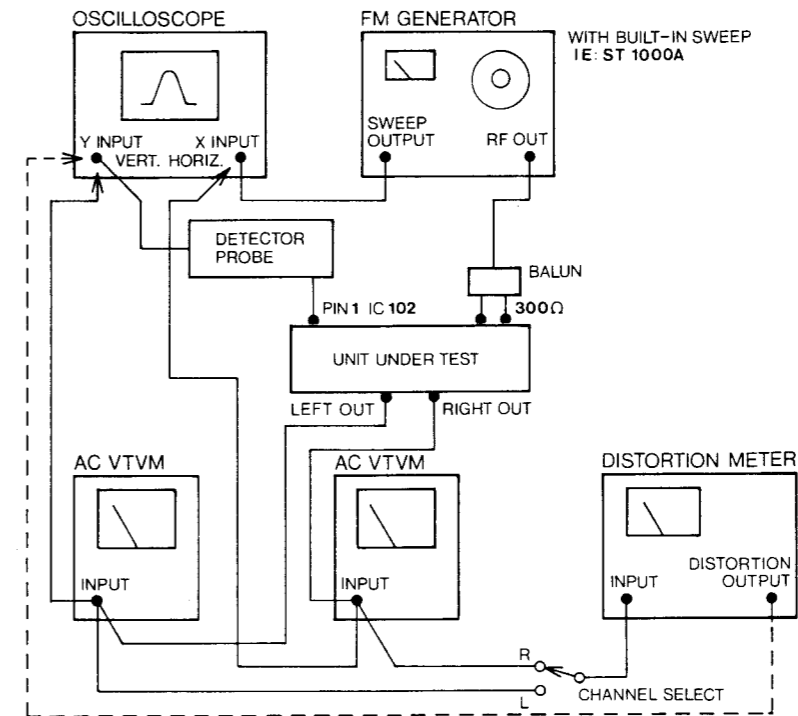 OSCILLOSCOPE
FM GENERATOR
WITH BUILT-IN SWEEP
IE: ST 1000A
Y INPUT
X INPUT
VERT. HORIZ.
SWEEP
OUTPUT
RF OUT
DETECTOR
PROBE
BALUN
PIN 1 IC 102
300Ω
UNIT UNDER TEST
LEFT OUT
RIGHT OUT
AC VTVM
AC VTVM
DISTORTION METER
INPUT
INPUT
INPUT
DISTORTION
OUTPUT
R
L
CHANNEL SELECT